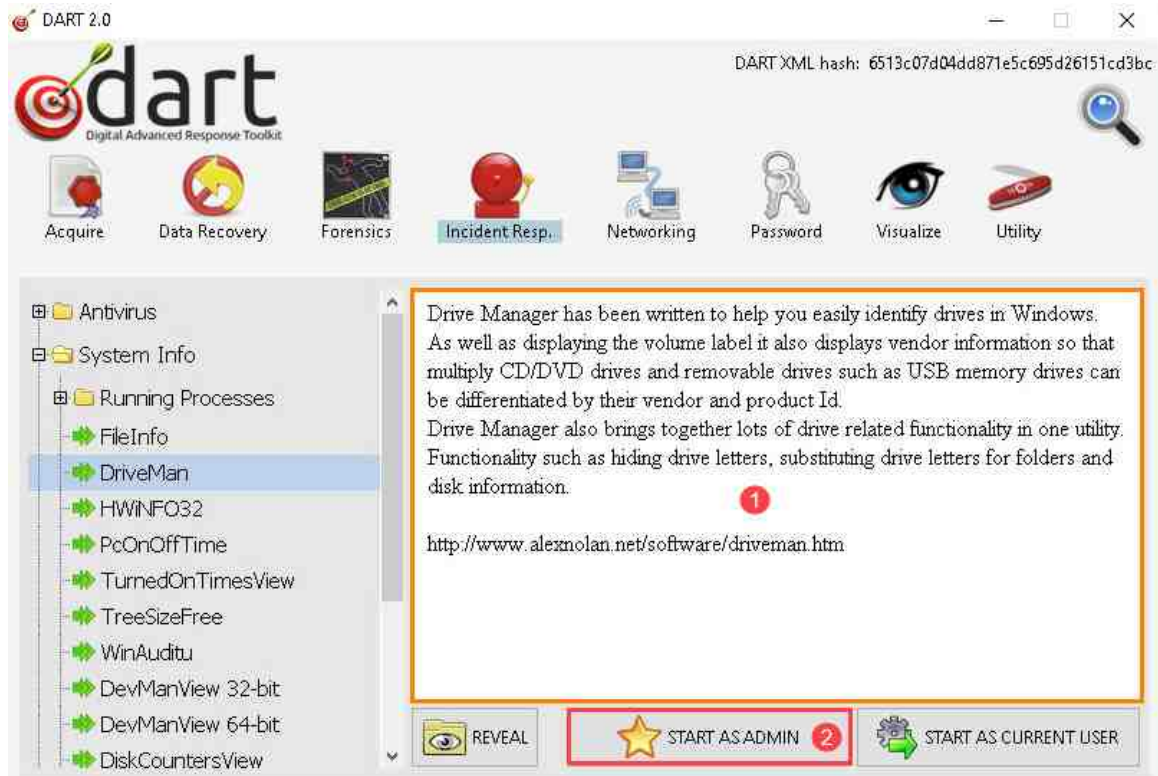 DART 2.0
DART XML hash: 6513c07d04dd871e5c695d26151cd3bc
dart
Digital Advanced Response Toolkit
Acquire
Data Recovery
Forensics
Incident Resp.
Networking
Password
Visualize
Utility
Antivirus
System Info
Running Processes
FileInfo
DriveMan
HWiNFO32
PcOnOffTime
TurnedOnTimesView
TreeSizeFree
WinAuditu
DevManView 32-bit
DevManView 64-bit
DiskCountersView
Drive Manager has been written to help you easily identify drives in Windows.
As well as displaying the volume label it also displays vendor information so that
multiply CD/DVD drives and removable drives such as USB memory drives can
be differentiated by their vendor and product Id.
Drive Manager also brings together lots of drive related functionality in one utility.
Functionality such as hiding drive letters, substituting drive letters for folders and
disk information.
1
http://www.alexnolan.net/software/driveman.htm
REVEAL
START AS ADMIN 2
START AS CURRENT USER